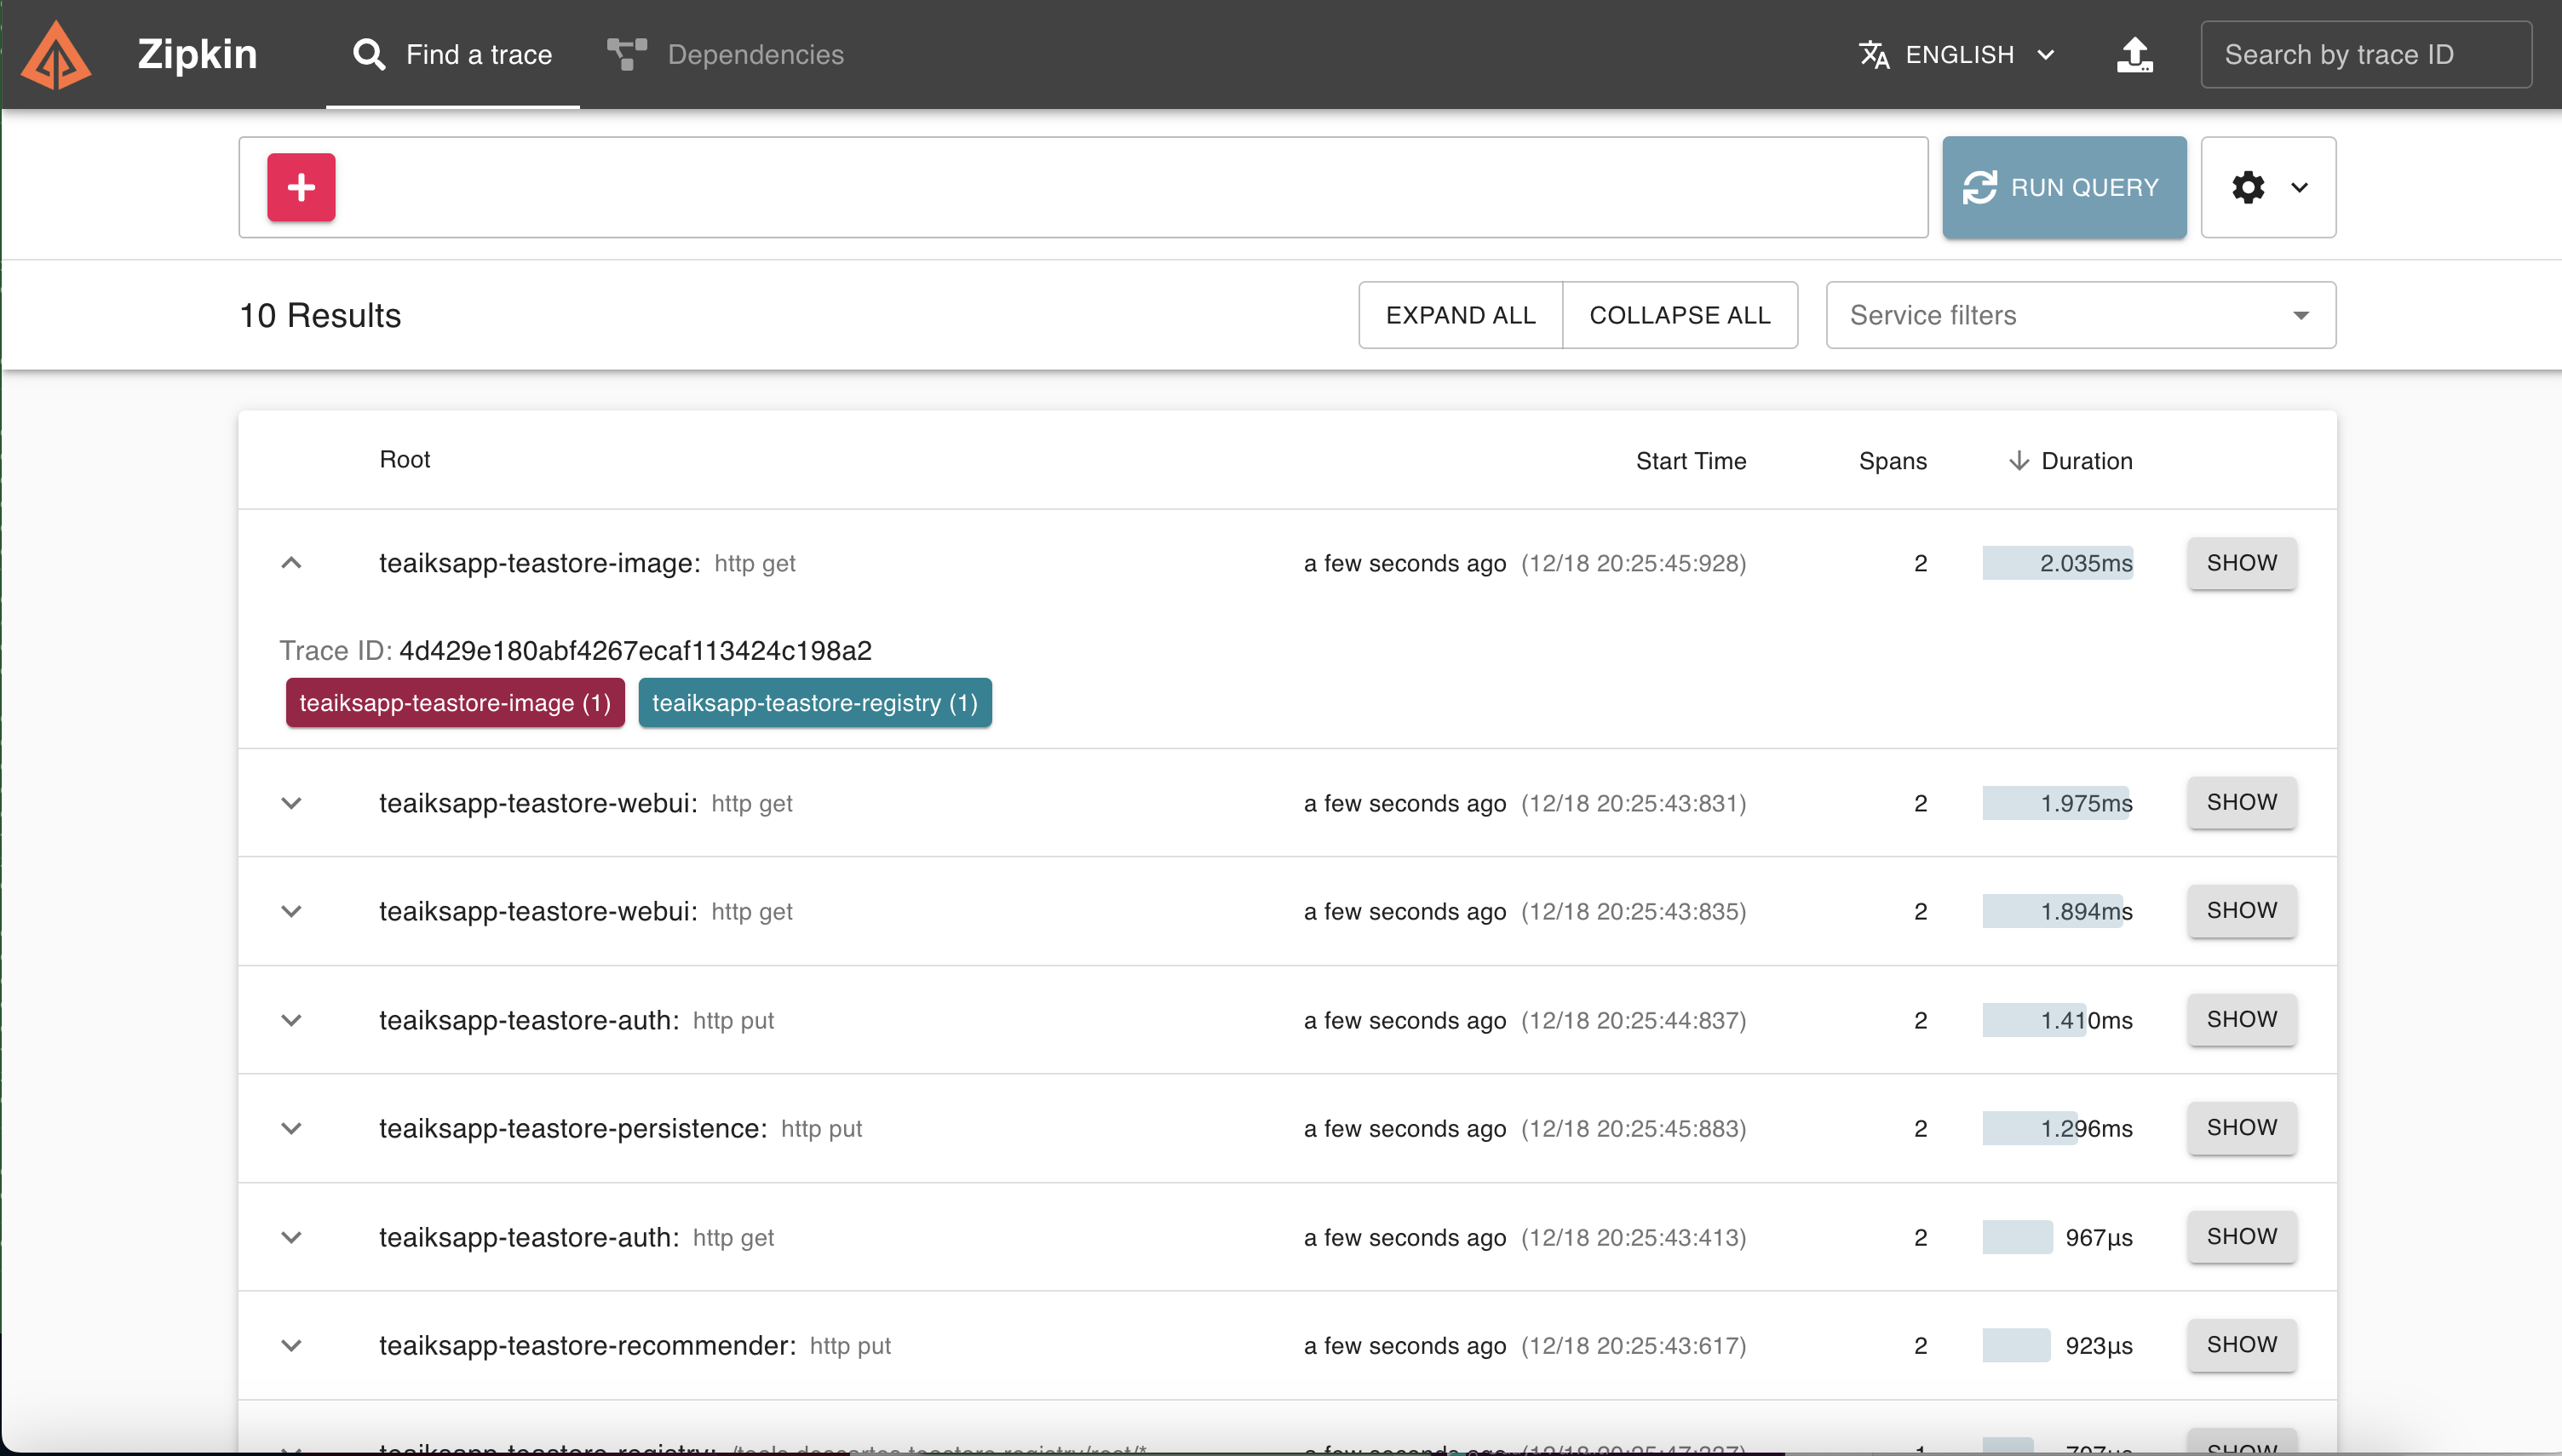 Zipkin Find a trace Dependencies ENGLISH Search by trace ID
RUN QUERY
10 Results EXPAND ALL COLLAPSE ALL Service filters
Root Start Time Spans Duration
teaiksapp-teastore-image: http get a few seconds ago (12/18 20:25:45:928) 2 2.035ms SHOW
Trace ID: 4d429e180abf4267ecaf113424c198a2
teaiksapp-teastore-image (1) teaiksapp-teastore-registry (1)
teaiksapp-teastore-webui: http get a few seconds ago (12/18 20:25:43:831) 2 1.975ms SHOW
teaiksapp-teastore-webui: http get a few seconds ago (12/18 20:25:43:835) 2 1.894ms SHOW
teaiksapp-teastore-auth: http put a few seconds ago (12/18 20:25:44:837) 2 1.410ms SHOW
teaiksapp-teastore-persistence: http put a few seconds ago (12/18 20:25:45:883) 2 1.296ms SHOW
teaiksapp-teastore-auth: http get a few seconds ago (12/18 20:25:43:413) 2 967μs SHOW
teaiksapp-teastore-recommender: http put a few seconds ago (12/18 20:25:43:617) 2 923μs SHOW
teaiksapp-teastore-registry: a few seconds ago 1 SHOW